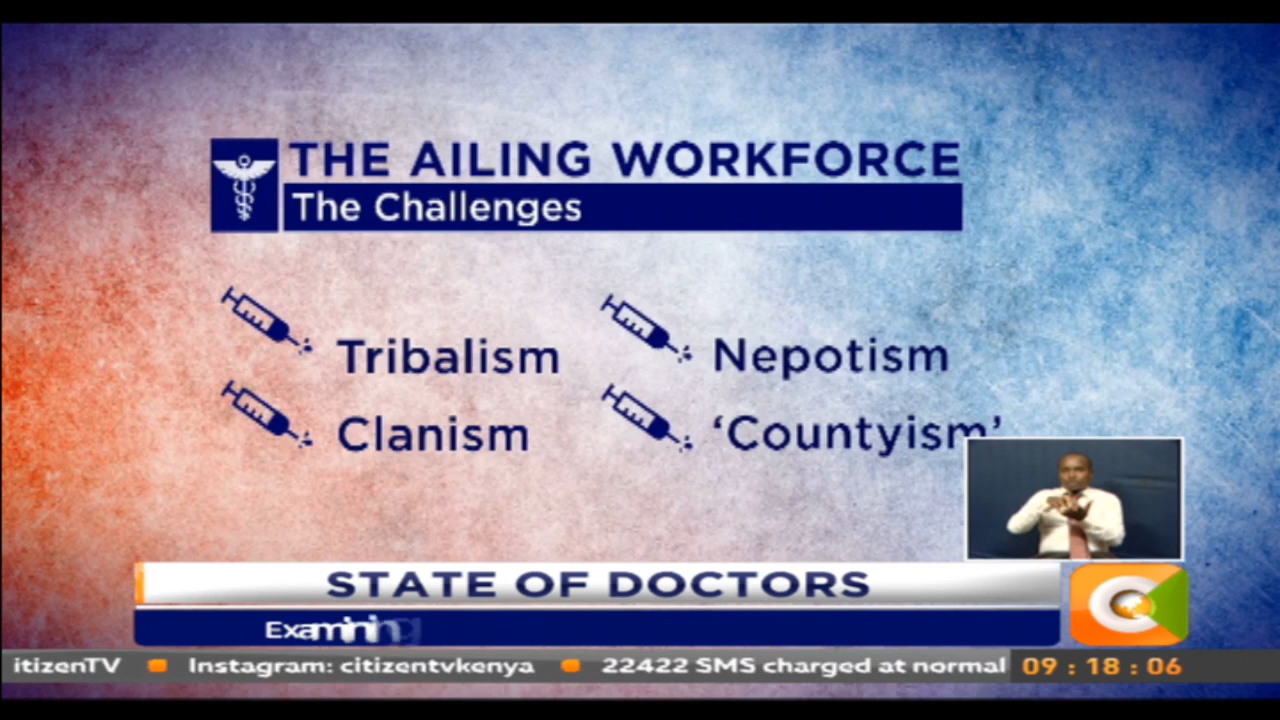 THE AILING WORKFORCE
The Challenges
Tribalism
Nepotism
Clanism
‘Countyism’
STATE OF DOCTORS
Examining
itizenTV
Instagram: citizentvkenya
22422 SMS charged at normal
09 : 18 : 06